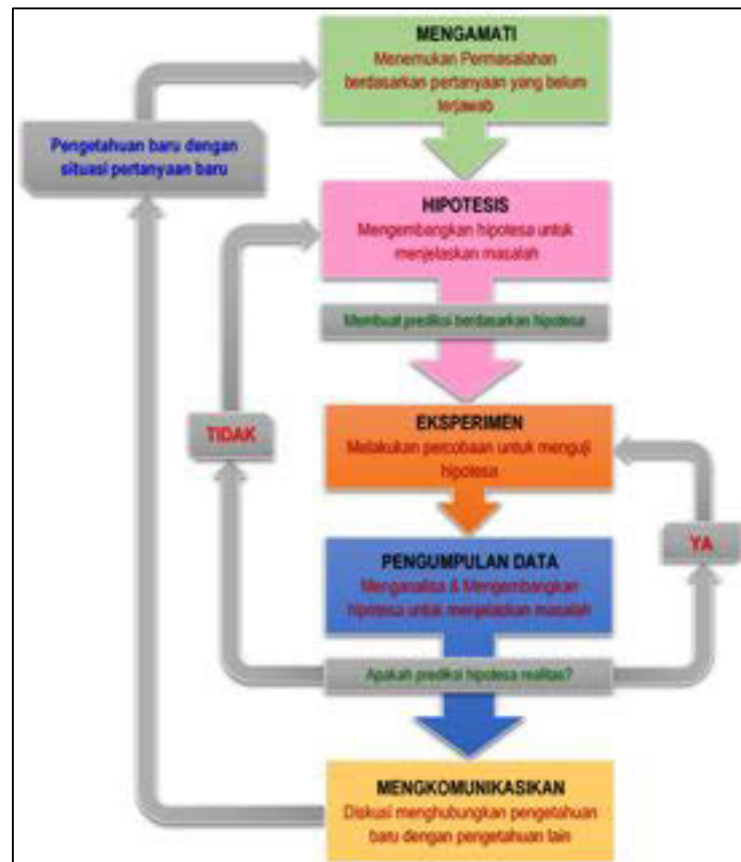 MENGAMATI
Menemukan Permasalahan
berdasarkan pertanyaan yang belum
terjawab
Pengetahuan baru dengan
situasi pertanyaan baru
HIPOTESIS
Mengembangkan hipotesa untuk
menjelaskan masalah
Membuat prediksi berdasarkan hipotesa
EKSPERIMEN
Melakukan percobaan untuk menguji
hipotesa
TIDAK
YA
PENGUMPULAN DATA
Menganalisa & Mengembangkan
hipotesa untuk menjelaskan masalah
Apakah prediksi hipotesa realitas?
MENGKOMUNIKASIKAN
Diskusi menghubungkan pengetahuan
baru dengan pengetahuan lain